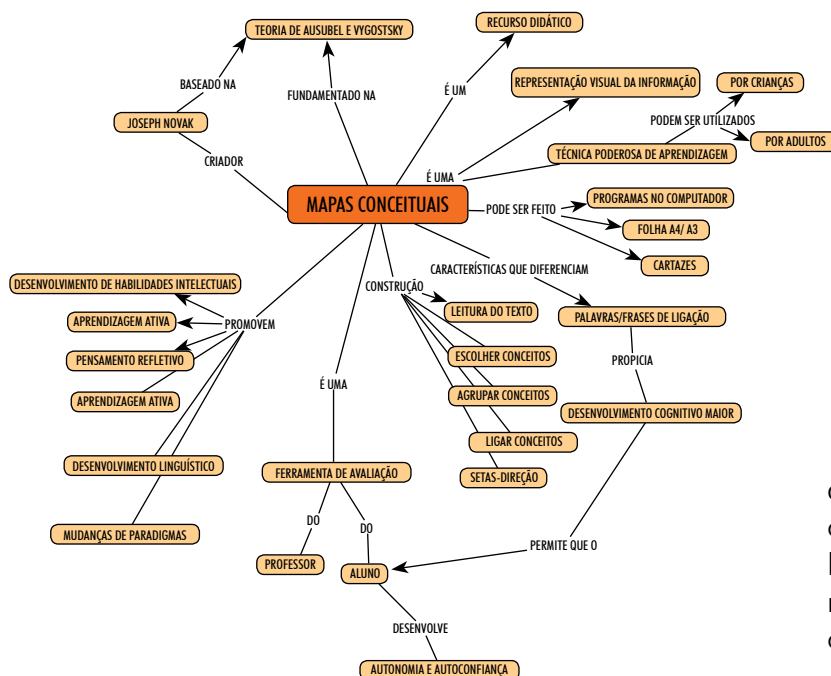 TEORIA DE AUSUBEL E VYGOSTSKY
RECURSO DIDÁTICO
BASEADO NA
FUNDAMENTADO NA
É UM
REPRESENTAÇÃO VISUAL DA INFORMAÇÃO
POR CRIANÇAS
JOSEPH NOVAK
PODEM SER UTILIZADOS
POR ADULTOS
CRIADOR
TÉCNICA PODEROSA DE APRENDIZAGEM
É UMA
MAPAS CONCEITUAIS
PROGRAMAS NO COMPUTADOR
PODE SER FEITO
FOLHA A4/ A3
CARTAZES
CARACTERÍSTICAS QUE DIFERENCIAM
DESENVOLVIMENTO DE HABILIDADES INTELECTUAIS
CONSTRUÇÃO
LEITURA DO TEXTO
PALAVRAS/FRASES DE LIGAÇÃO
APRENDIZAGEM ATIVA
PROMOVEM
PENSAMENTO REFLETIVO
ESCOLHER CONCEITOS
PROPICIA
É UMA
APRENDIZAGEM ATIVA
AGRUPAR CONCEITOS
DESENVOLVIMENTO COGNITIVO MAIOR
LIGAR CONCEITOS
DESENVOLVIMENTO LINGUÍSTICO
FERRAMENTA DE AVALIAÇÃO
SETAS-DIREÇÃO
MUDANÇAS DE PARADIGMAS
DO
DO
PERMITE QUE O
PROFESSOR
ALUNO
DESENVOLVE
AUTONOMIA E AUTOCONFIANÇA